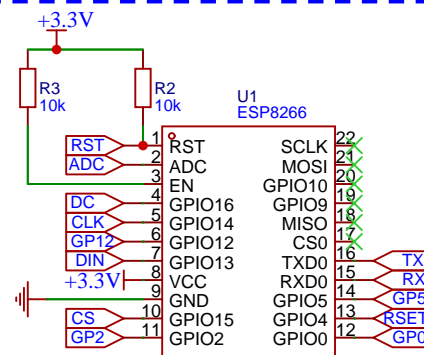 +3.3V
R3
10k
R2
10k
U1
ESP8266
RST 1 RST SCLK 22
ADC 2 ADC MOSI 21
3 EN GPIO10 20
DC 4 GPIO16 GPIO9 19
CLK 5 GPIO14 MISO 18
GP12 6 GPIO12 CS0 17
DIN 7 GPIO13 TXD0 16 TX
+3.3V 8 VCC RXD0 15 RX
9 GND GPIO5 14 GP5
CS 10 GPIO15 GPIO4 13 RSET
GP2 11 GPIO2 GPIO0 12 GP0